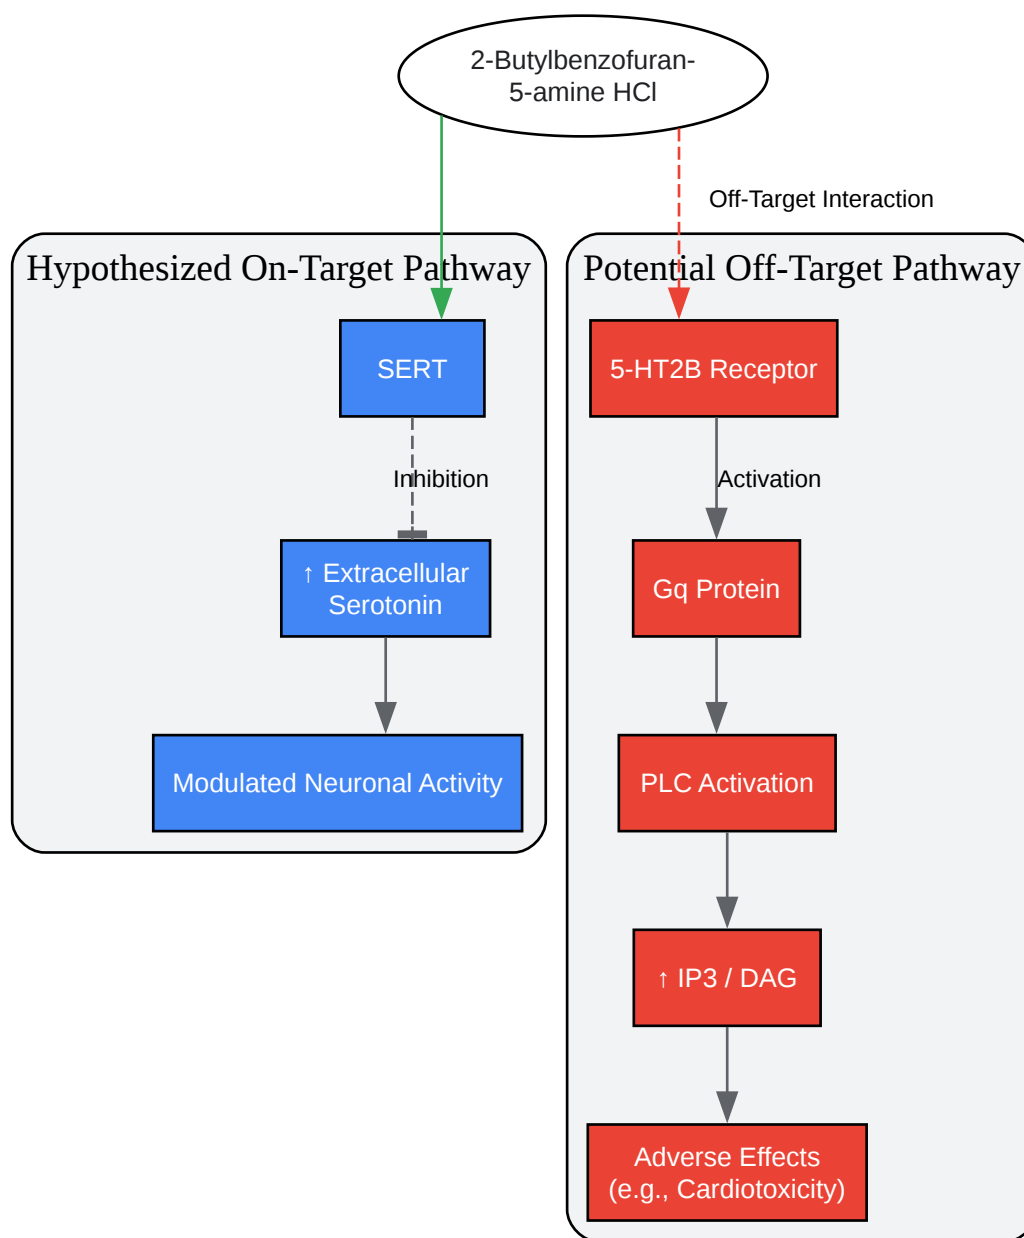 2-Butylbenzofuran-
5-amine HCl
Off-Target Interaction
Hypothesized On-Target Pathway
SERT
Inhibition
↑ Extracellular
Serotonin
Modulated Neuronal Activity
Potential Off-Target Pathway
5-HT2B Receptor
Activation
Gq Protein
PLC Activation
↑ IP3 / DAG
Adverse Effects
(e.g., Cardiotoxicity)